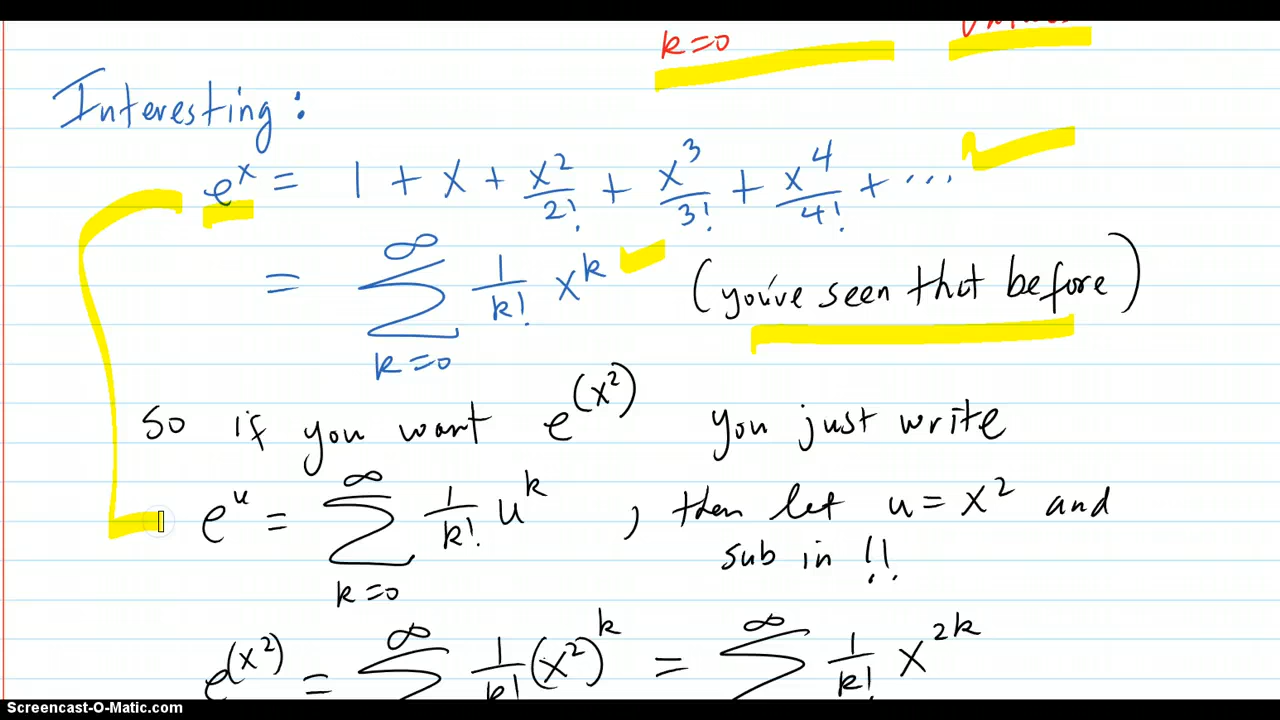 k=0
Interesting:
e^x = 1 + x + x^2/2! + x^3/3! + x^4/4! + ...
= ∑_{k=0}^{∞} 1/k! x^k (you've seen that before)
So if you want e^(x^2) you just write
e^u = ∑_{k=0}^{∞} 1/k! u^k , then let u = x^2 and
sub in !!
e^(x^2) = ∑^{∞} 1/k! (x^2)^k = ∑^{∞} 1/k! x^{2k}
Screencast-O-Matic.com